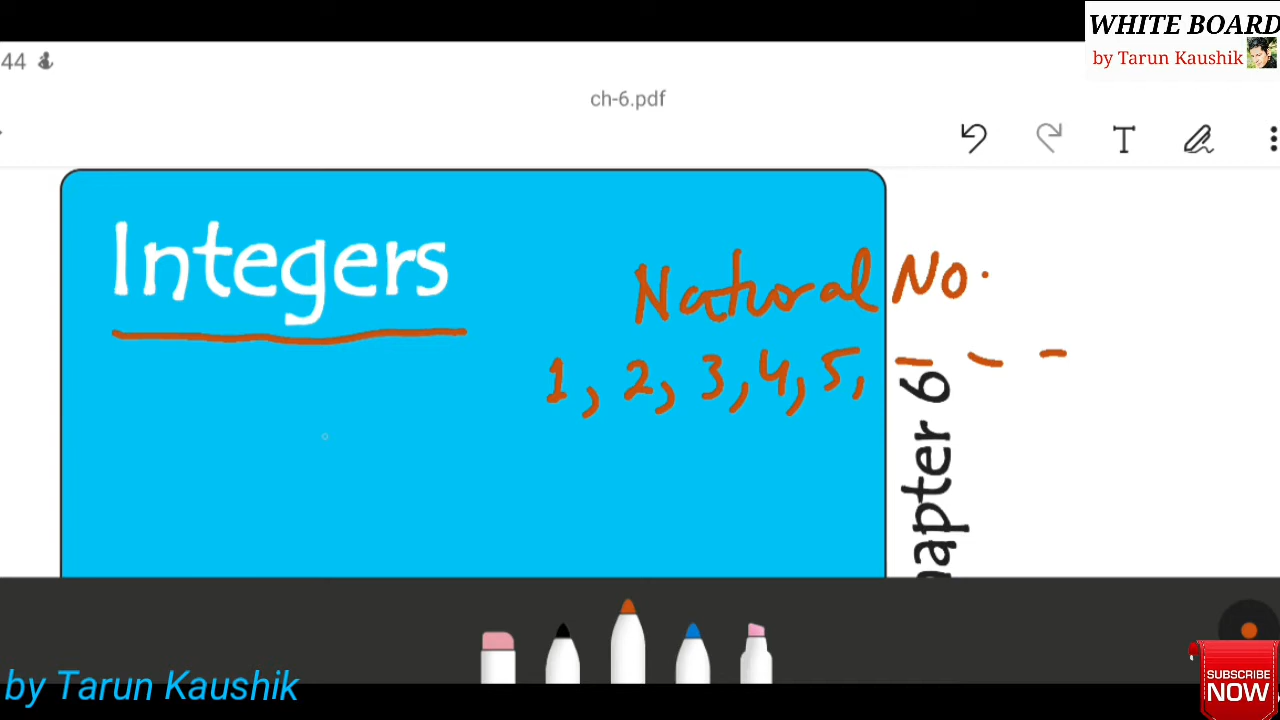 WHITE BOARD
by Tarun Kaushik
44
ch-6.pdf
T
Integers
Natural No.
1, 2, 3, 4, 5, - - -
hapter 6
by Tarun Kaushik
SUBSCRIBE
NOW